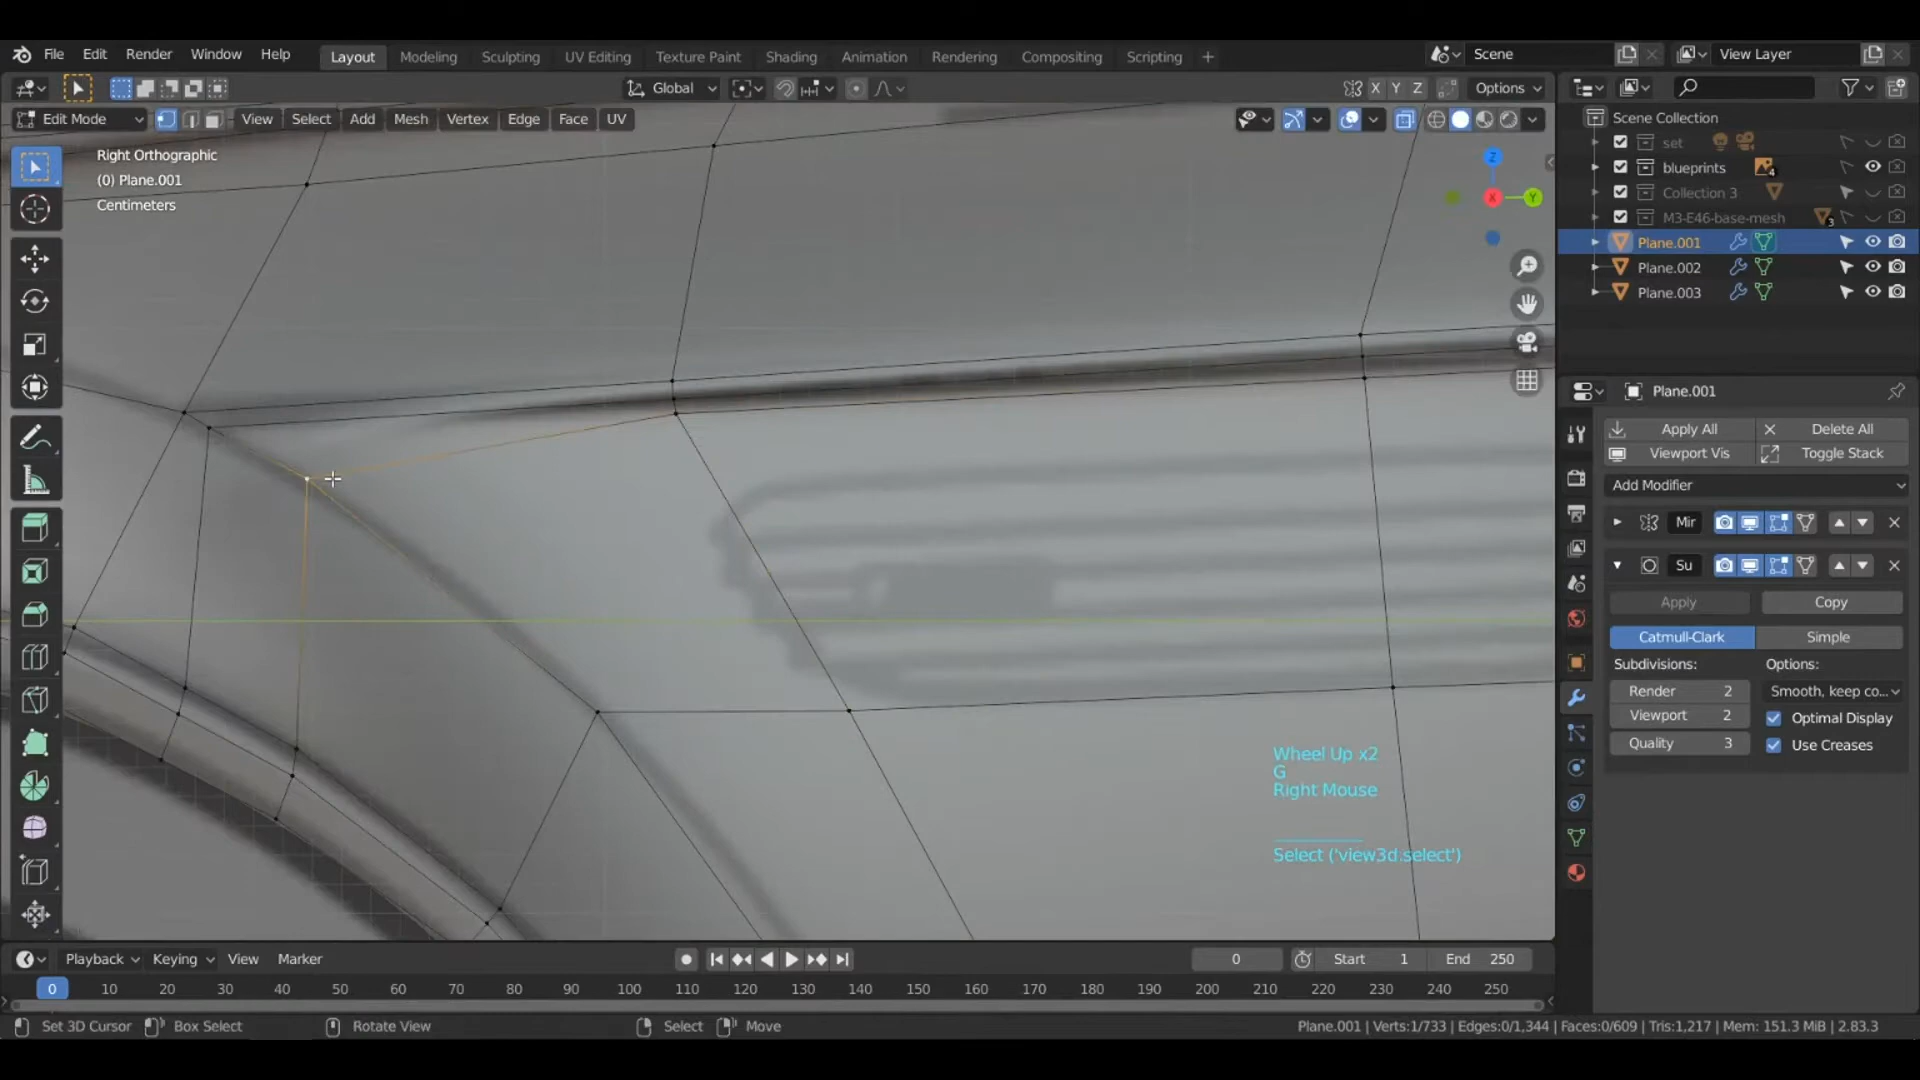 File Edit Render Window Help Layout Modeling Sculpting UV Editing Texture Paint Shading Animation Rendering Compositing Scripting + Scene View Layer
Global X Y Z Options
Edit Mode View Select Add Mesh Vertex Edge Face UV
Right Orthographic
(0) Plane.001
Centimeters
Z
X
Y
Scene Collection
set
blueprints 4
Collection 3
M3-E46-base-mesh 3
Plane.001
Plane.002
Plane.003
Plane.001
Apply All Delete All
Viewport Vis Toggle Stack
Add Modifier
Mir
Su
Apply Copy
Catmull-Clark Simple
Subdivisions: Options:
Render 2 Smooth, keep co...
Viewport 2 Optimal Display
Quality 3 Use Creases
Wheel Up x2
G
Right Mouse
Select ('view3d.select')
Playback Keying View Marker 0 Start 1 End 250
0 10 20 30 40 50 60 70 80 90 100 110 120 130 140 150 160 170 180 190 200 210 220 230 240 250
Set 3D Cursor Box Select Rotate View Select Move Plane.001 | Verts:1/733 | Edges:0/1,344 | Faces:0/609 | Tris:1,217 | Mem: 151.3 MiB | 2.83.3